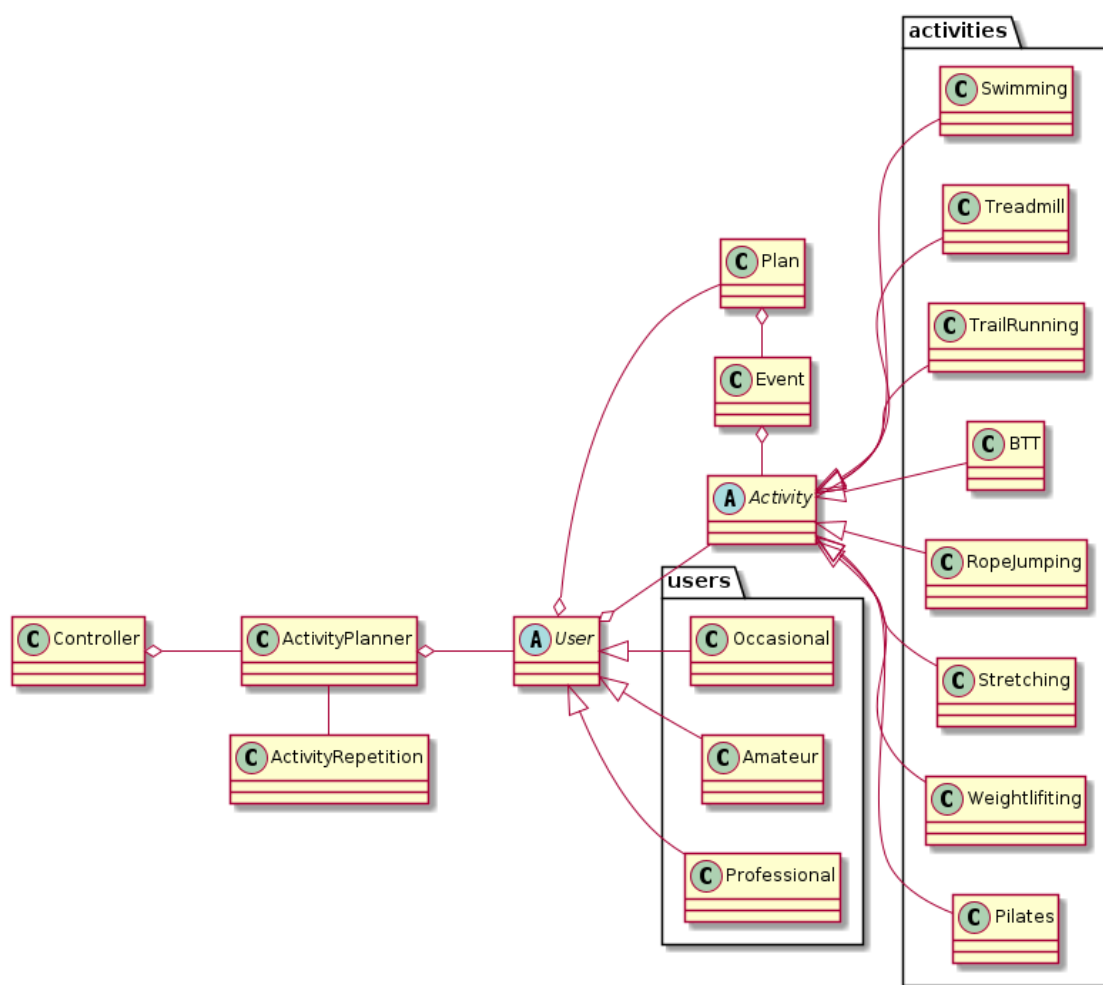 activities
C Swimming
C Treadmill
C TrailRunning
C BTT
C RopeJumping
C Stretching
C Weightlifiting
C Pilates
C Plan
C Event
A Activity
users
C Occasional
C Amateur
C Professional
C Controller
C ActivityPlanner
A User
C ActivityRepetition